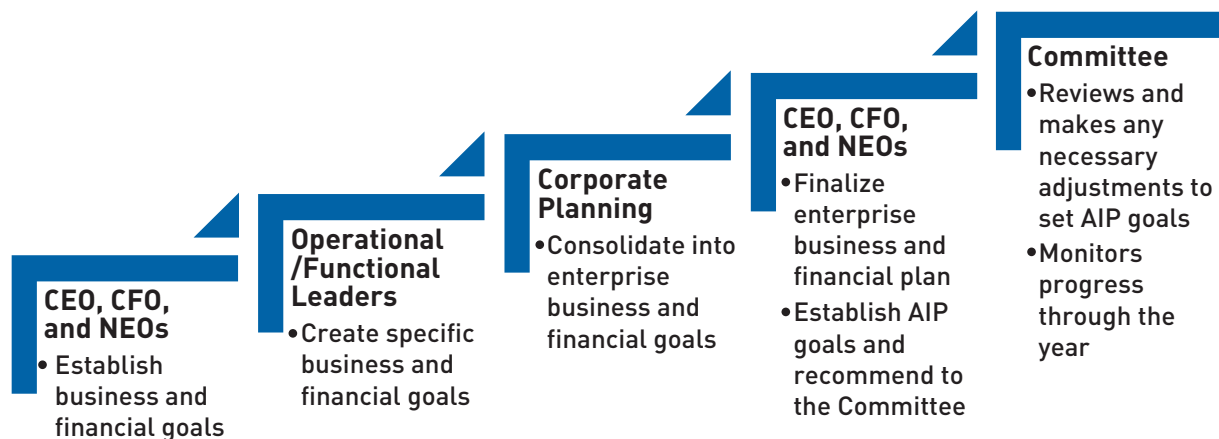 CEO, CFO,
and NEOs
• Establish
business and
financial goals
Operational
/Functional
Leaders
•Create specific
business and
financial goals
Corporate
Planning
•Consolidate into
enterprise
business and
financial goals
CEO, CFO,
and NEOs
•Finalize
enterprise
business and
financial plan
•Establish AIP
goals and
recommend to
the Committee
Committee
•Reviews and
makes any
necessary
adjustments to
set AIP goals
•Monitors
progress
through the
year